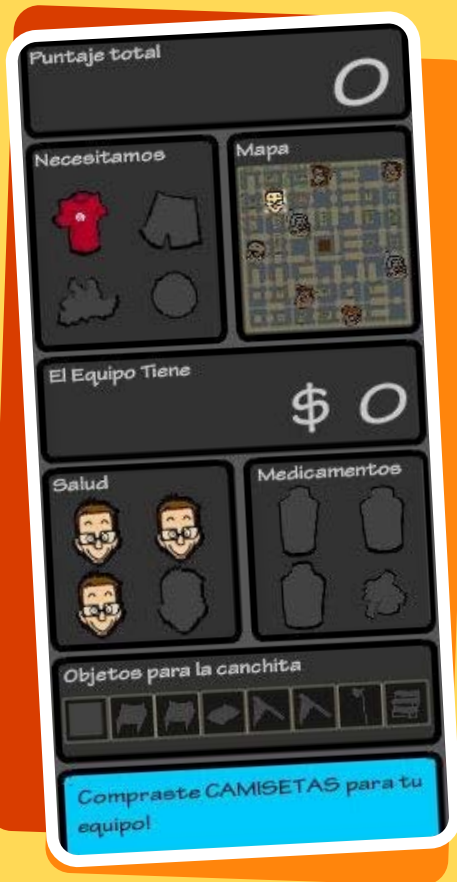 Puntaje total
0
Necesitamos
Mapa
El Equipo Tiene
$ 0
Salud
Medicamentos
Objetos para la canchita
Compraste CAMISETAS para tu
equipo!